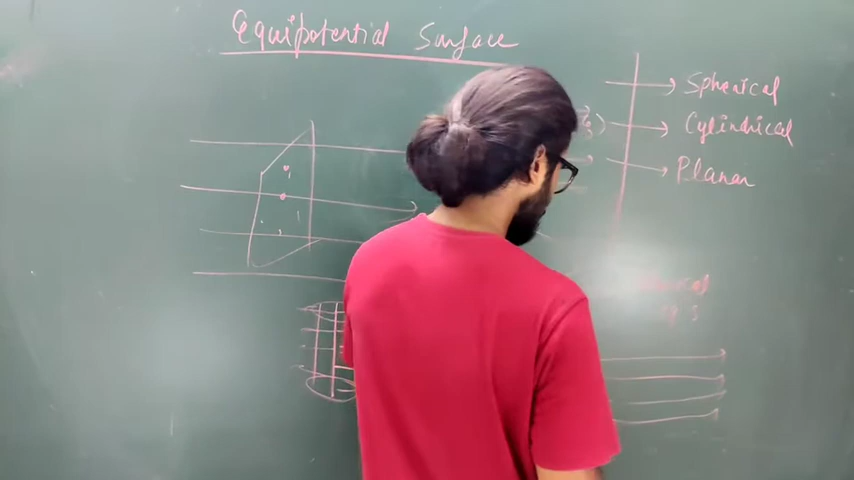 Equipotential Surface
Spherical
Cylindrical
Planar